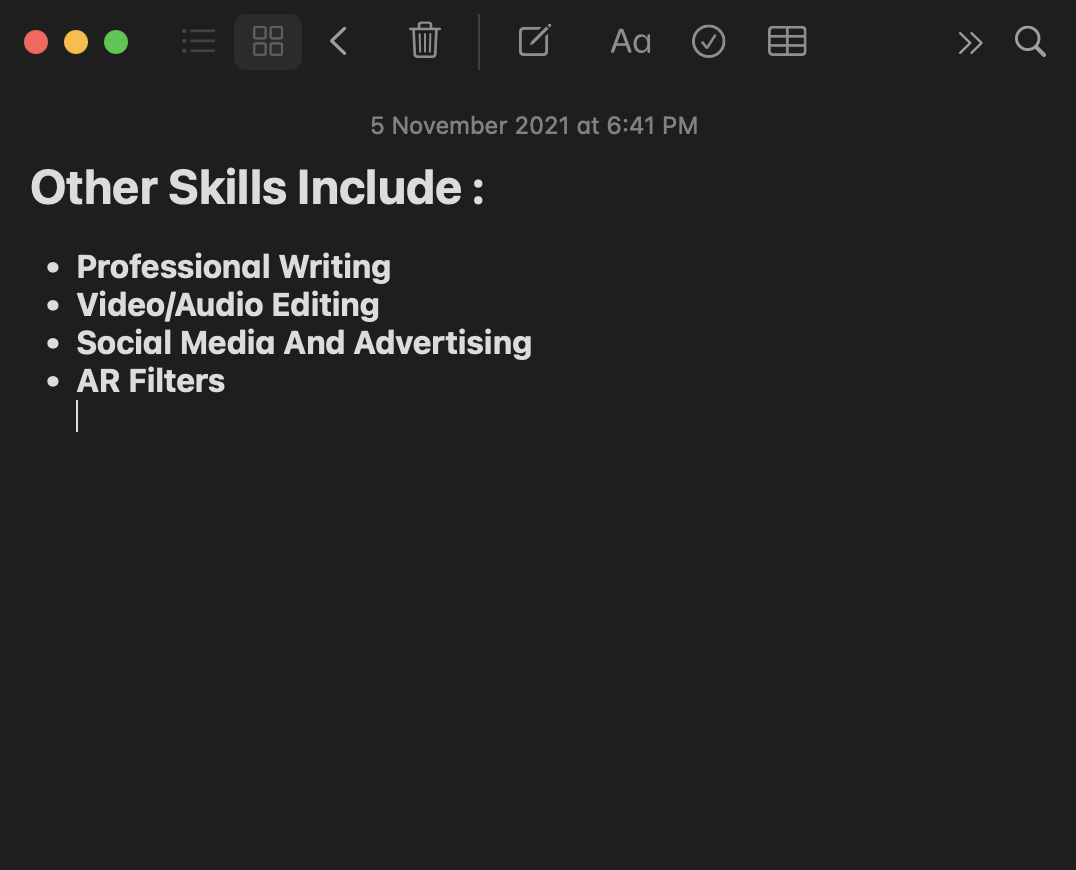 Aa
5 November 2021 at 6:41 PM
Other Skills Include :
• Professional Writing
• Video/Audio Editing
• Social Media And Advertising
• AR Filters